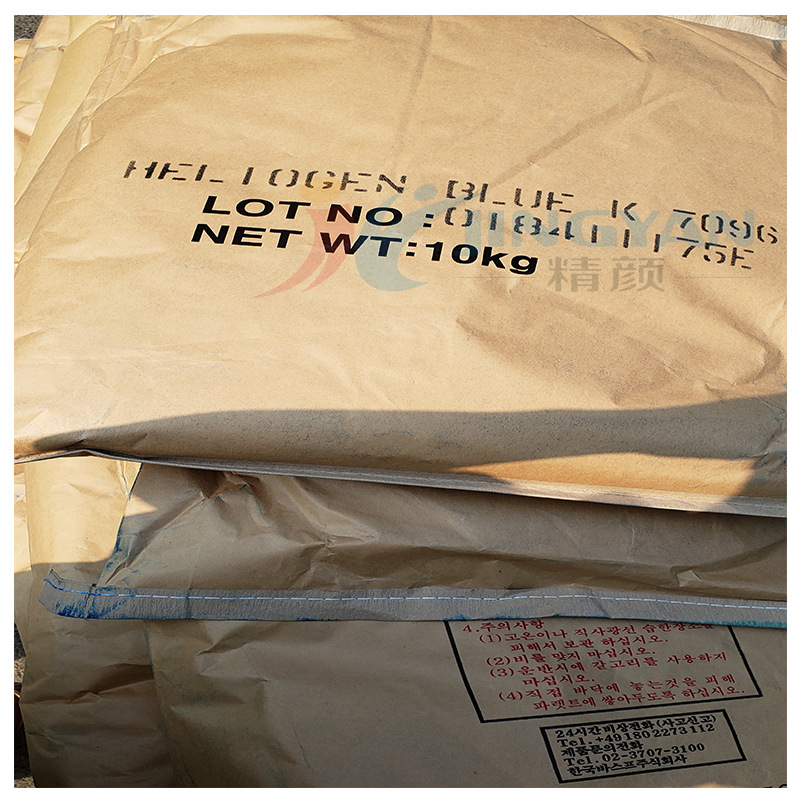 HELIOGEN BLUE K 7096
LOT NO : 0184111175E
NET WT:10kg
JINGYAN
精颜
4.주의사항
(1)고온이나 직사광선 습한장소를
피해서 보관 하십시오.
(2)비를 맞지 마십시오.
(3)운반시에 갈고리를 사용하지
마십시오.
(4)직접 바닥에 놓는것을 피해
파랫트에 쌓아두도록 하십시오.
24시간 비상전화 (사고신고)
Tel. +491802273112
제품문의전화
Tel. 02-3707-3100
한국바스프주식회사